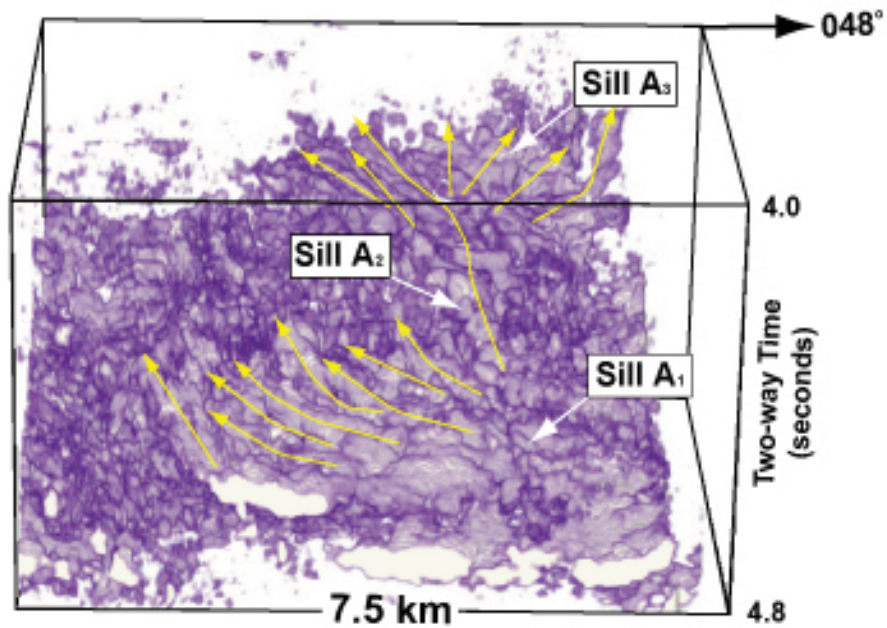 048°
Sill A₃
4.0
Sill A₂
Sill A₁
Two-way Time
(seconds)
7.5 km
4.8